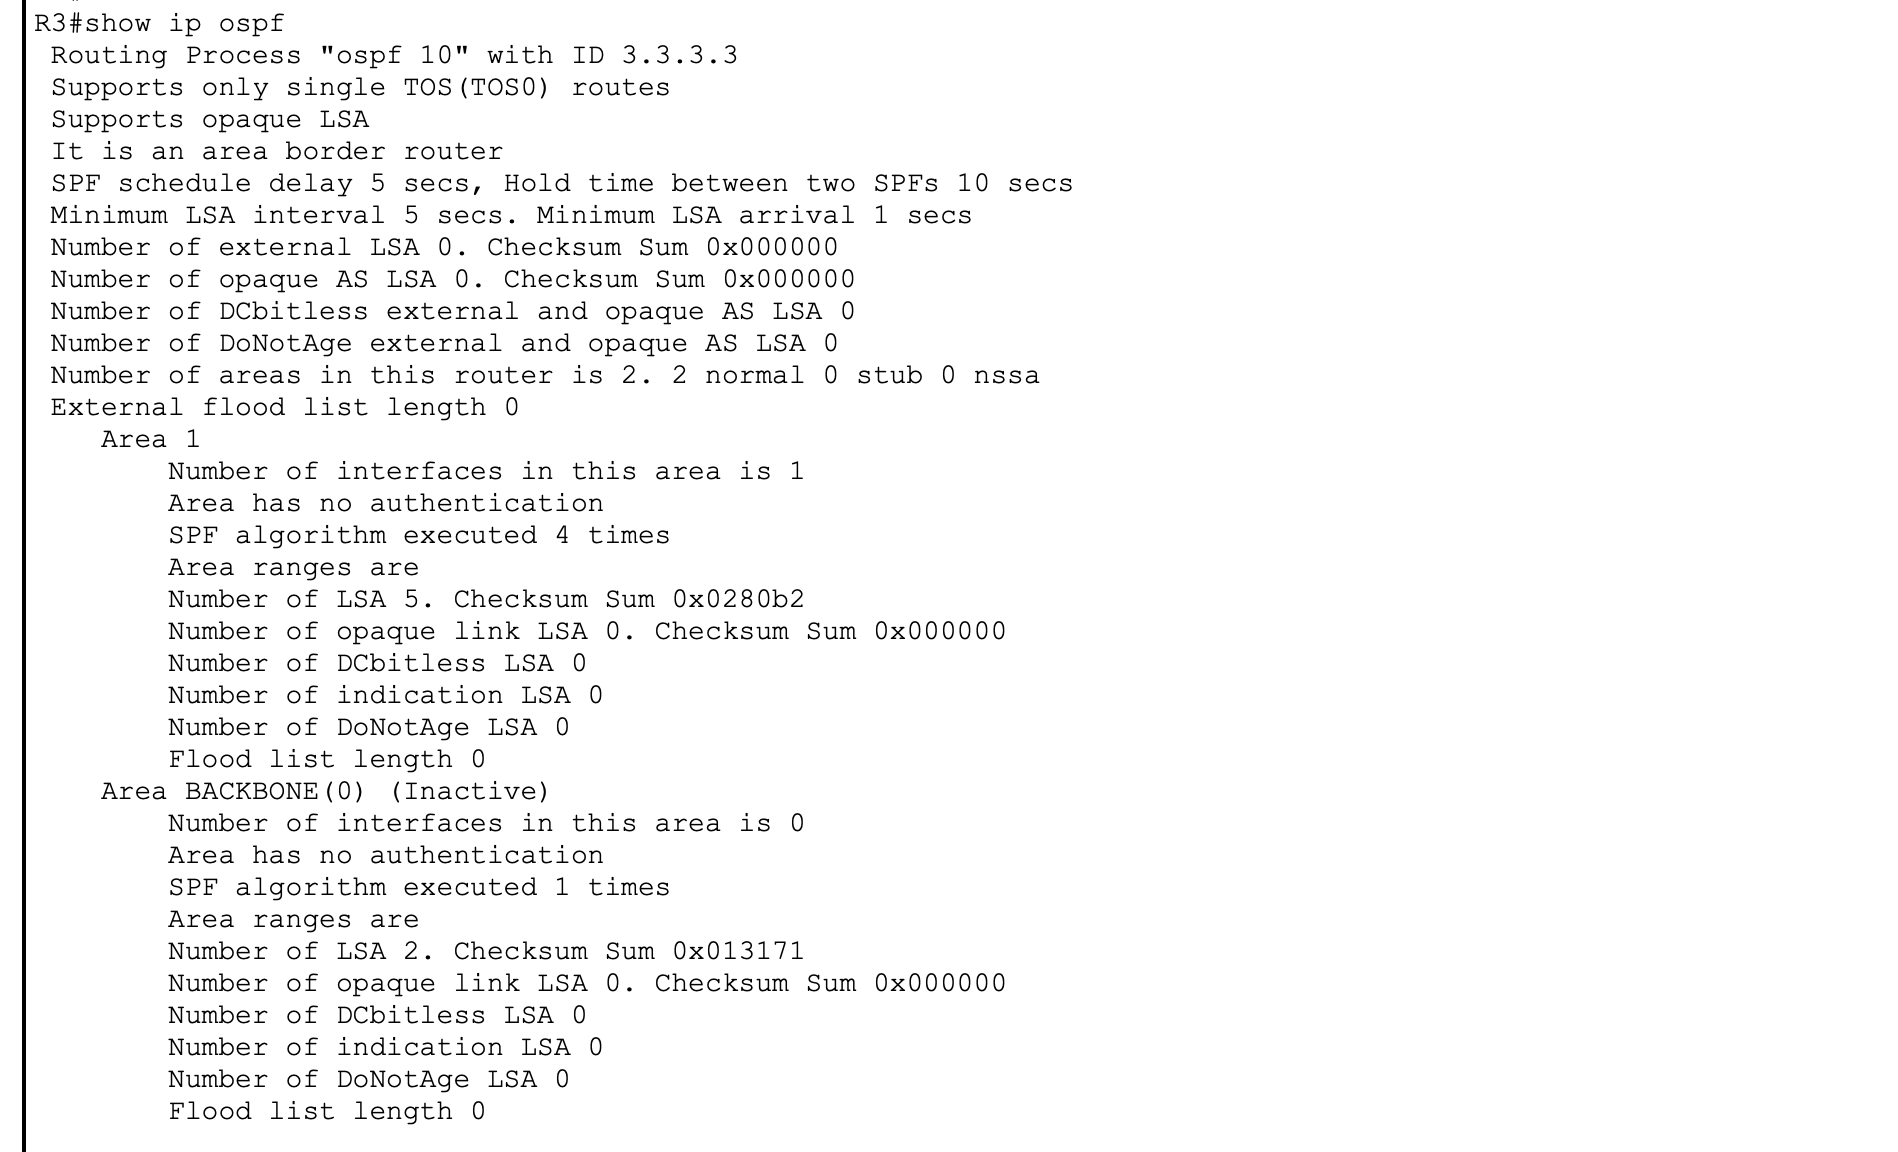 R3#show ip ospf
Routing Process "ospf 10" with ID 3.3.3.3
Supports only single TOS(TOS0) routes
Supports opaque LSA
It is an area border router
SPF schedule delay 5 secs, Hold time between two SPFs 10 secs
Minimum LSA interval 5 secs. Minimum LSA arrival 1 secs
Number of external LSA 0. Checksum Sum 0x000000
Number of opaque AS LSA 0. Checksum Sum 0x000000
Number of DCbitless external and opaque AS LSA 0
Number of DoNotAge external and opaque AS LSA 0
Number of areas in this router is 2. 2 normal 0 stub 0 nssa
External flood list length 0
Area 1
Number of interfaces in this area is 1
Area has no authentication
SPF algorithm executed 4 times
Area ranges are
Number of LSA 5. Checksum Sum 0x0280b2
Number of opaque link LSA 0. Checksum Sum 0x000000
Number of DCbitless LSA 0
Number of indication LSA 0
Number of DoNotAge LSA 0
Flood list length 0
Area BACKBONE(0) (Inactive)
Number of interfaces in this area is 0
Area has no authentication
SPF algorithm executed 1 times
Area ranges are
Number of LSA 2. Checksum Sum 0x013171
Number of opaque link LSA 0. Checksum Sum 0x000000
Number of DCbitless LSA 0
Number of indication LSA 0
Number of DoNotAge LSA 0
Flood list length 0